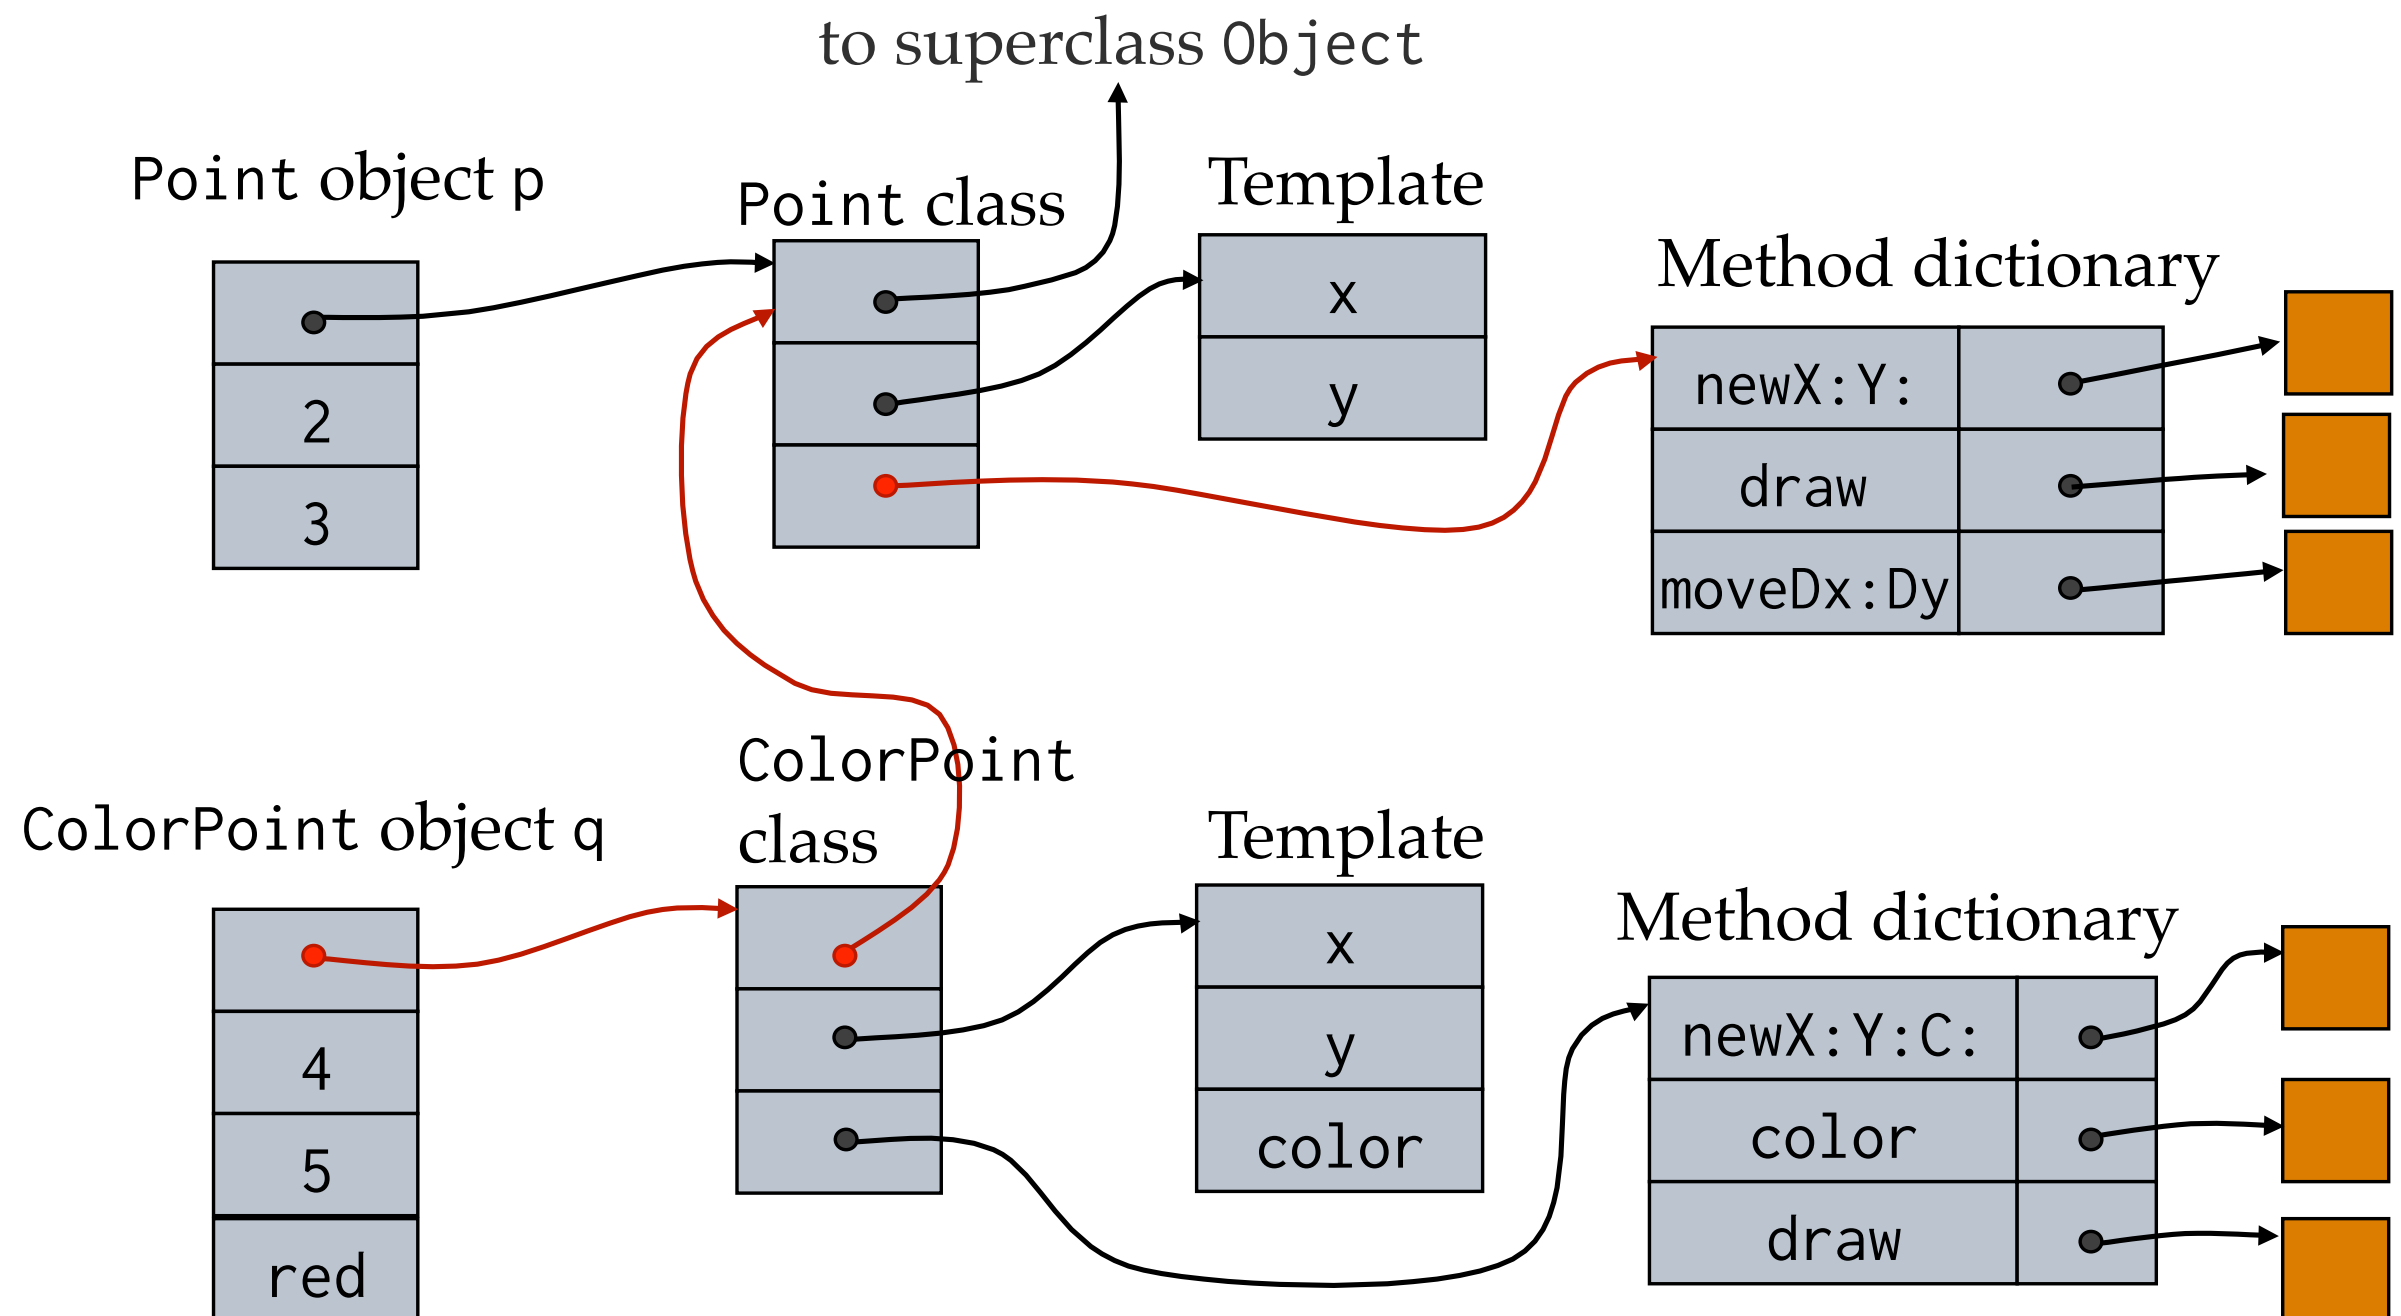 to superclass Object
Point object p
2
3
Point class
Template
x
y
Method dictionary
newX:Y:
draw
moveDx:Dy
ColorPoint object q
4
5
red
ColorPoint
class
Template
x
y
color
Method dictionary
newX:Y:C:
color
draw